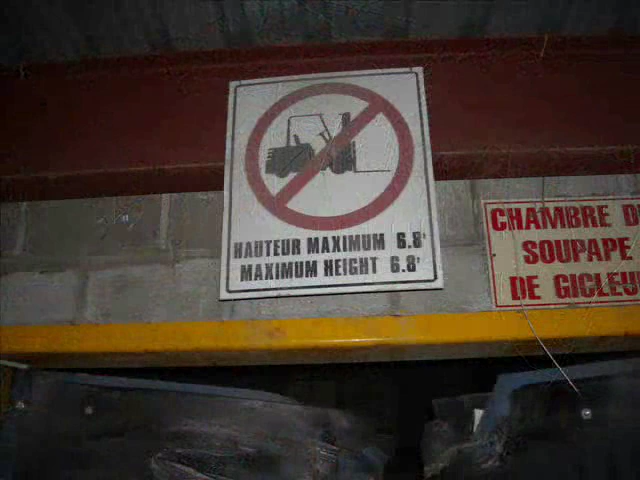 HAUTEUR MAXIMUM 6.8'
MAXIMUM HEIGHT 6.8'
CHAMBRE D
SOUPAPE
DE GICLEU